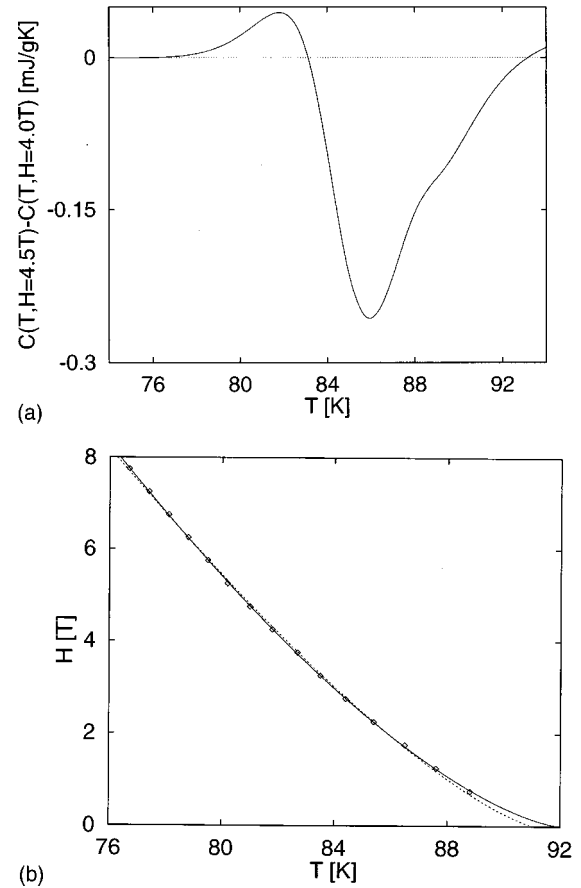 C(T,H=4.5T)-C(T,H=4.0T) [mJ/gK]
0
-0.15
-0.3
76 80 84 88 92
T [K]
(a)
H [T]
8
6
4
2
0
76 80 84 88 92
T [K]
(b)